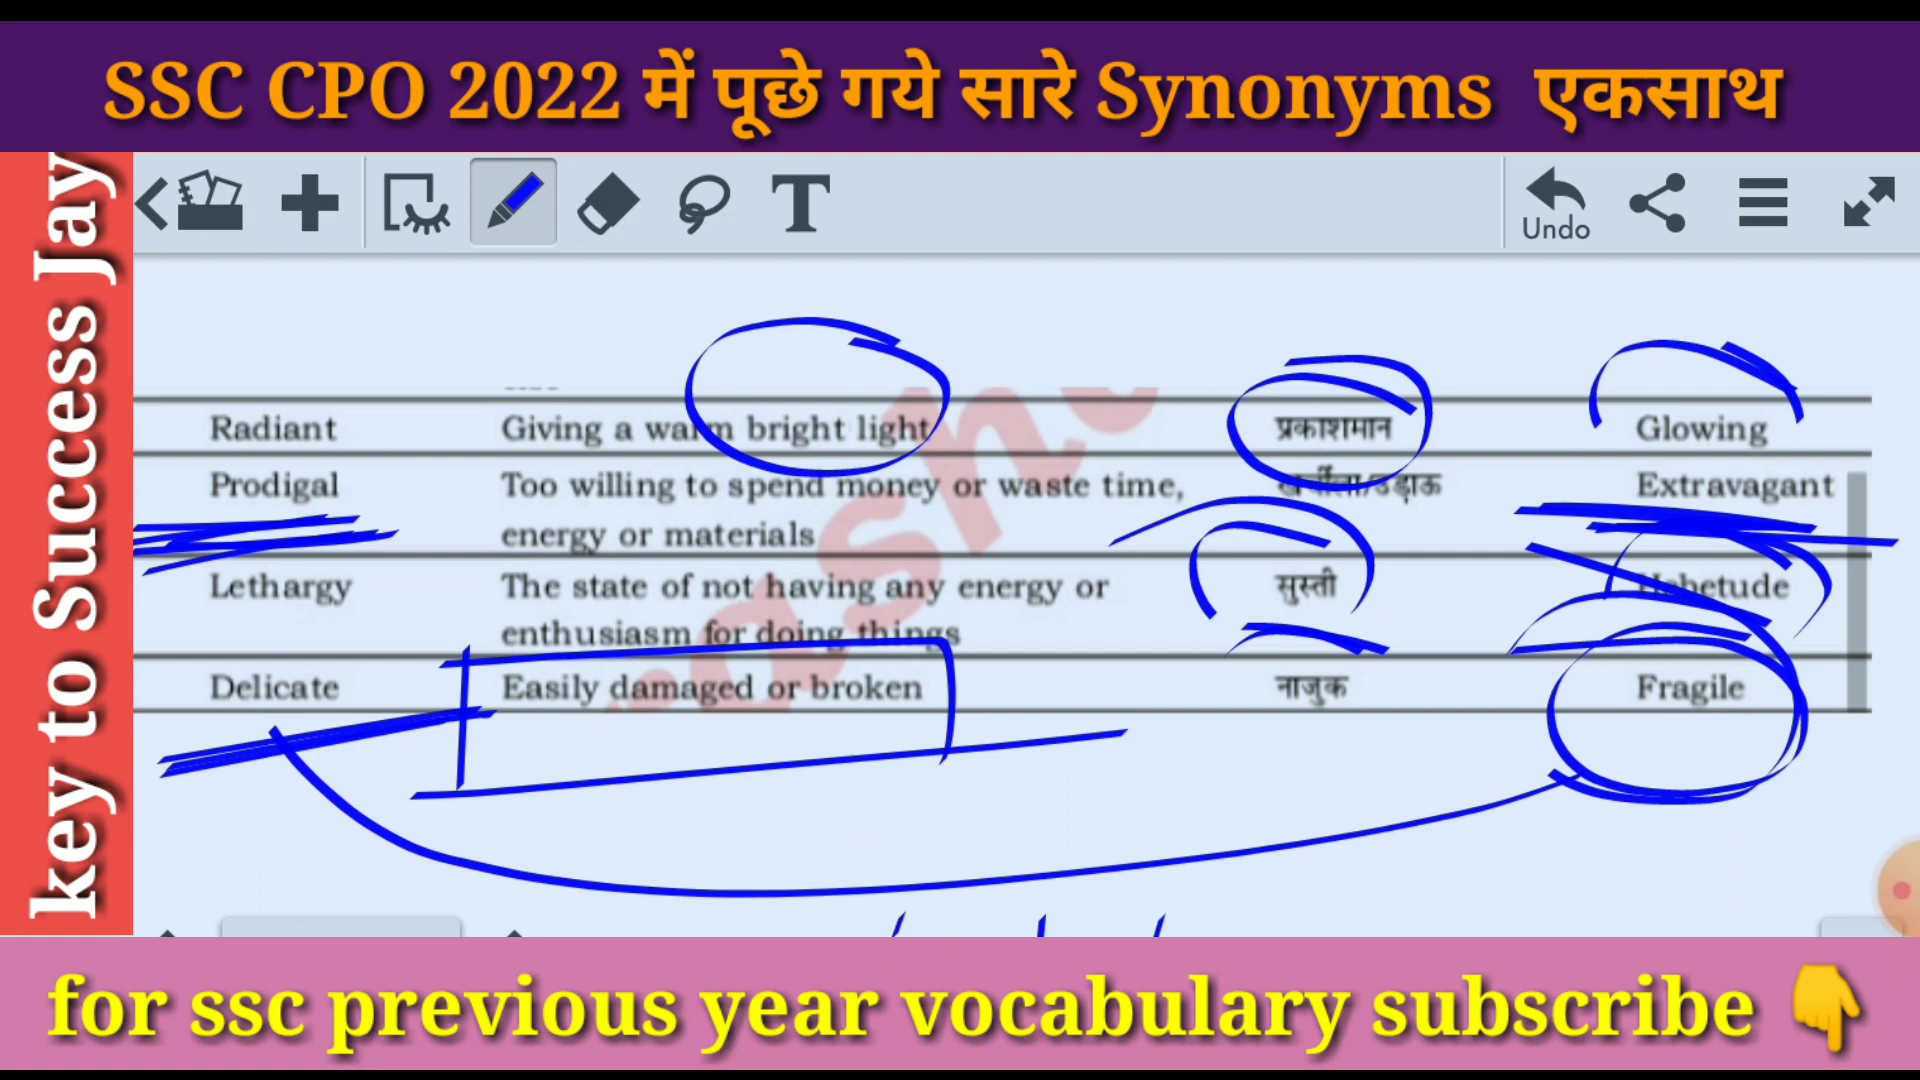 SSC CPO 2022 में पूछे गये सारे Synonyms एकसाथ
key to Success Jay
Undo
Radiant Giving a warm bright light प्रकाशमान Glowing
Prodigal Too willing to spend money or waste time, खर्चीला/उड़ाऊ Extravagant
energy or materials
Lethargy The state of not having any energy or सुस्ती Hebetude
enthusiasm for doing things
Delicate Easily damaged or broken नाजुक Fragile
for ssc previous year vocabulary subscribe 👇